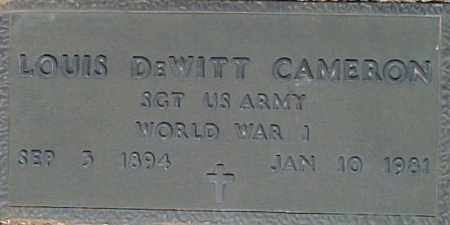 LOUIS DEWITT CAMERON
SGT US ARMY
WORLD WAR I
SEP 3 1894 JAN 10 1981